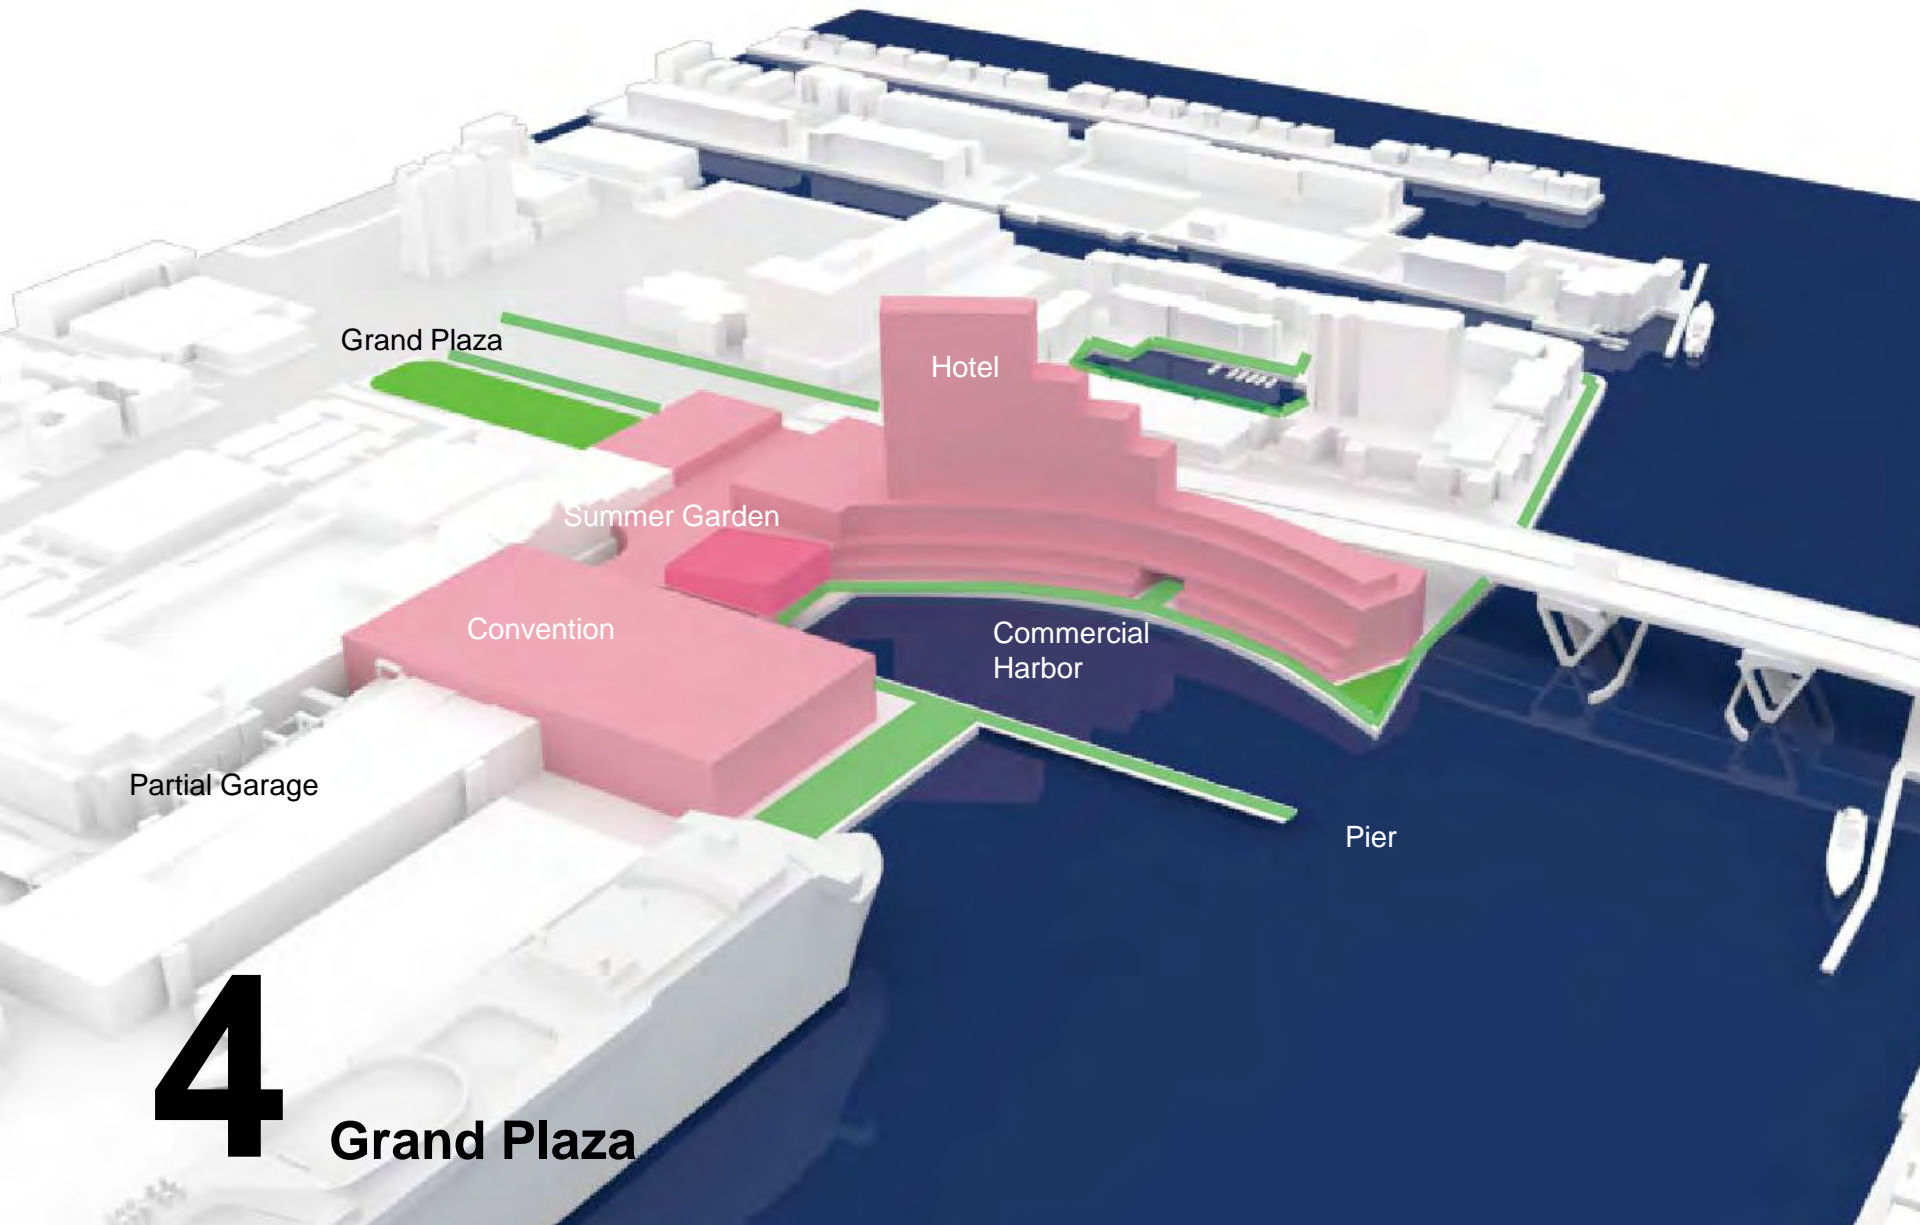 Grand Plaza
Hotel
Summer Garden
Convention
Commercial
Harbor
Partial Garage
Pier
4
Grand Plaza